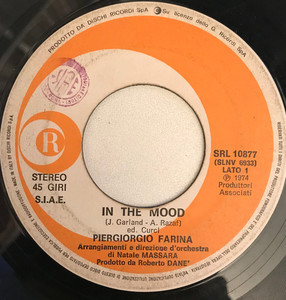 PRODOTTO DA DISCHI RICORDI SpA
Su licenza della G. Ricordi SpA
R
STEREO
45 GIRI
S.I.A.E.
SRL 10877
(SLNV 6833)
LATO 1
℗ 1974
Produttori
Associati
IN THE MOOD
(J. Garland - A. Razaf)
ed. Curci
PIERGIORGIO FARINA
Arrangiamenti e direzione d'orchestra
di Natale MASSARA
Prodotto da Roberto DANE'